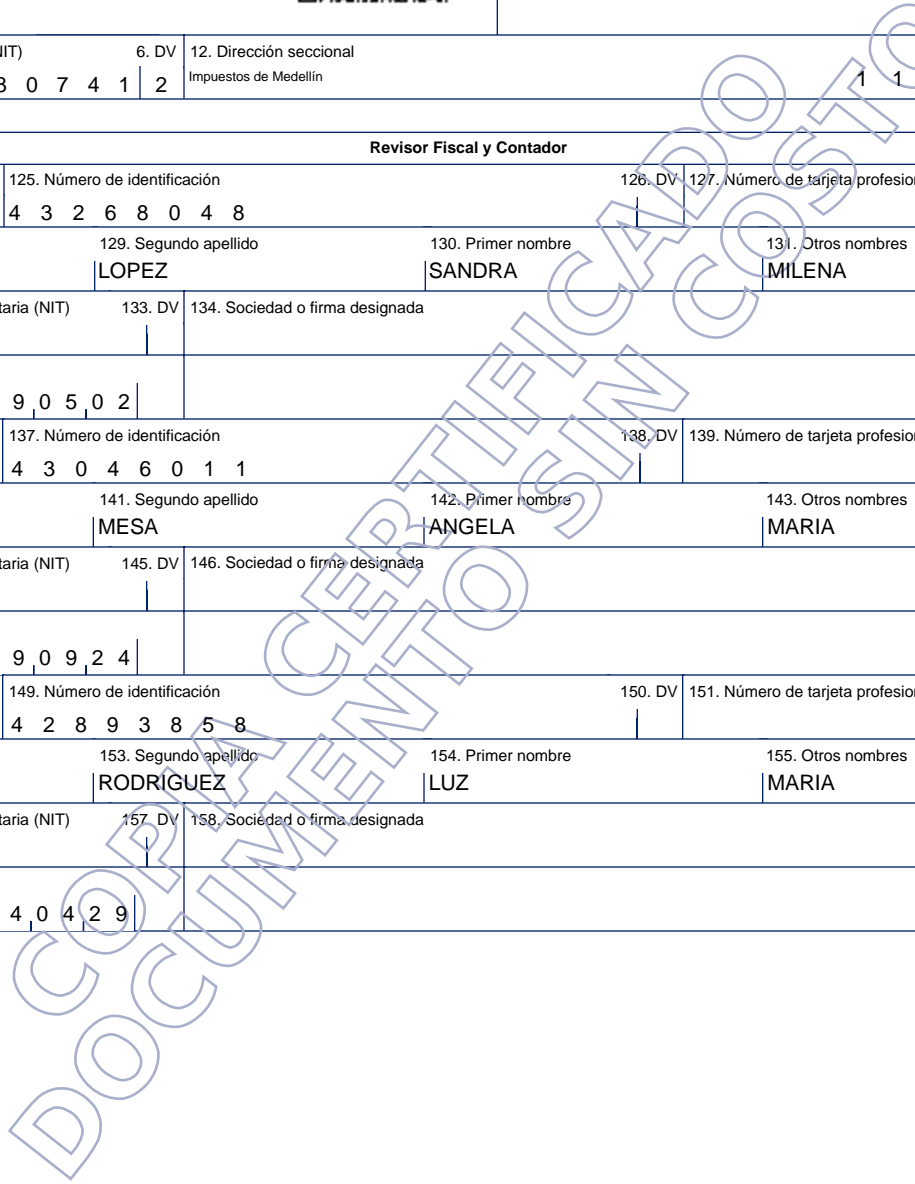 NIT) 6. DV 12. Dirección seccional
3 0 7 4 1 2 Impuestos de Medellín 1 1
Revisor Fiscal y Contador
125. Número de identificación 126. DV 127. Número de tarjeta profesion
4 3 2 6 8 0 4 8
129. Segundo apellido 130. Primer nombre 131. Otros nombres
LOPEZ SANDRA MILENA
taria (NIT) 133. DV 134. Sociedad o firma designada
9 0 5 0 2
137. Número de identificación 138. DV 139. Número de tarjeta profesion
4 3 0 4 6 0 1 1
141. Segundo apellido 142. Primer nombre 143. Otros nombres
MESA ANGELA MARIA
taria (NIT) 145. DV 146. Sociedad o firma designada
9 0 9 2 4
149. Número de identificación 150. DV 151. Número de tarjeta profesion
4 2 8 9 3 8 5 8
153. Segundo apellido 154. Primer nombre 155. Otros nombres
RODRIGUEZ LUZ MARIA
taria (NIT) 157. DV 158. Sociedad o firma designada
4 0 4 2 9
COPIA CERTIFICADO
DOCUMENTO SIN COSTO